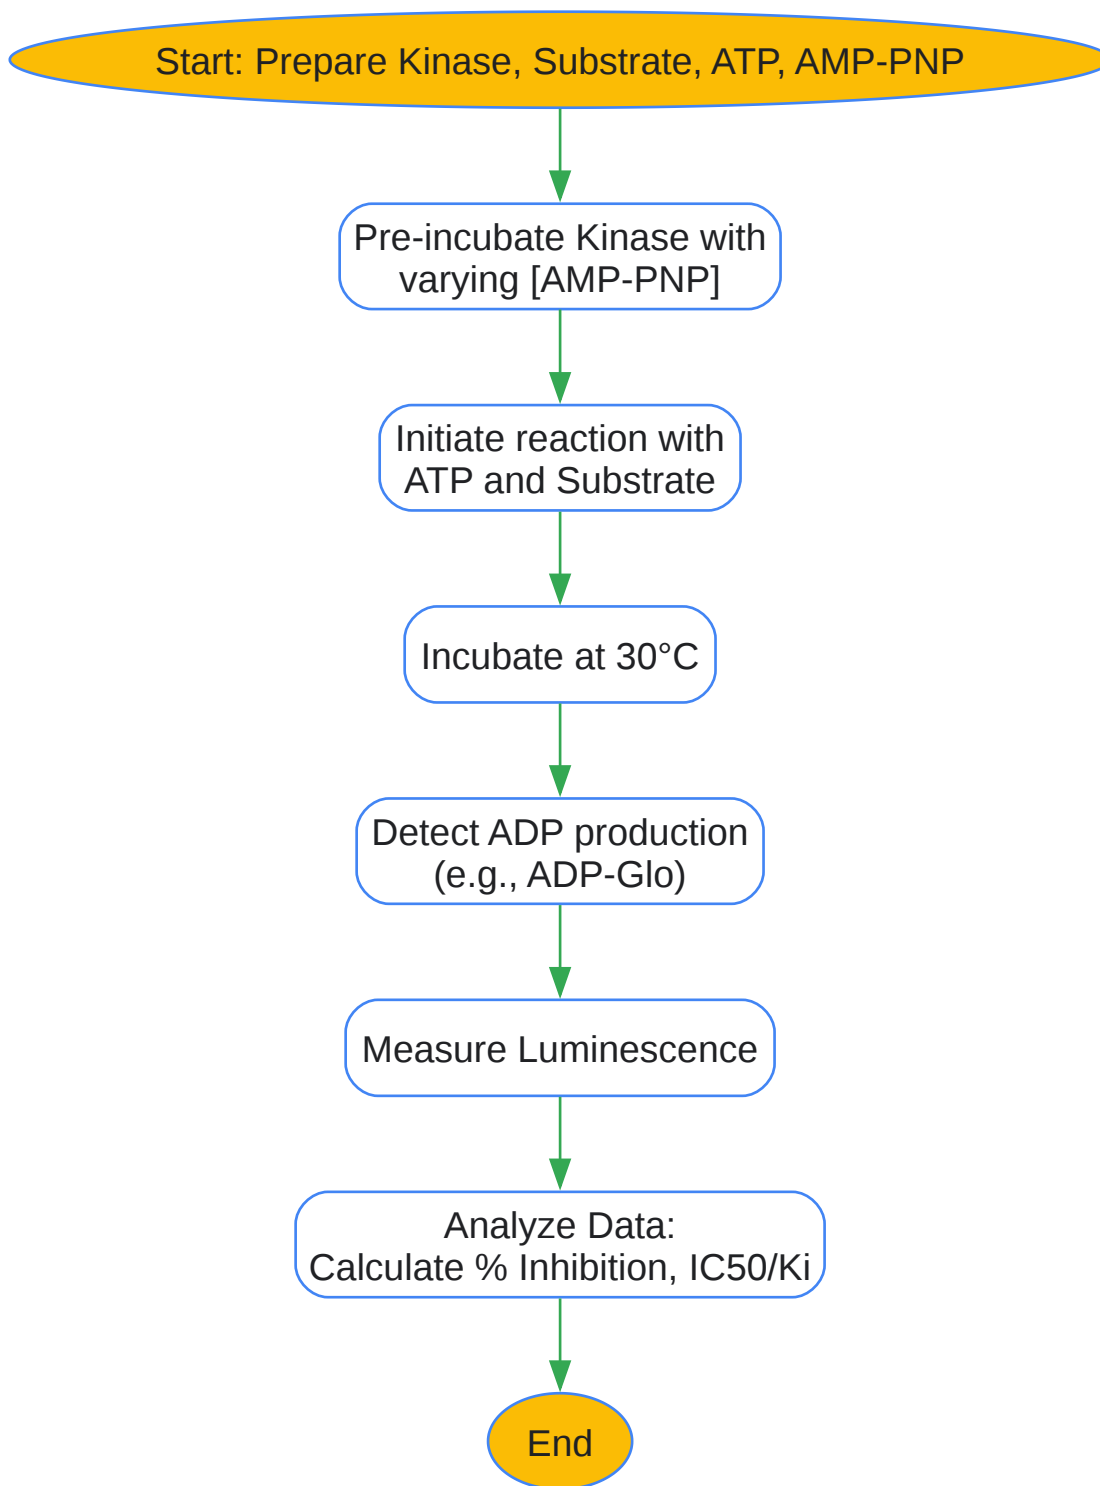 Start: Prepare Kinase, Substrate, ATP, AMP-PNP
Pre-incubate Kinase with
varying [AMP-PNP]
Initiate reaction with
ATP and Substrate
Incubate at 30°C
Detect ADP production
(e.g., ADP-Glo)
Measure Luminescence
Analyze Data:
Calculate % Inhibition, IC50/Ki
End